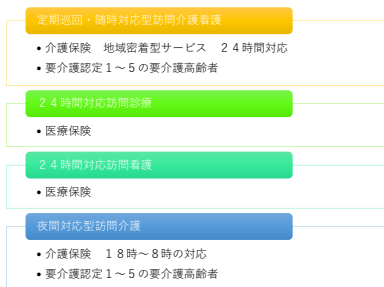 定期巡回・随時対応型訪問介護看護
• 介護保険　地域密着型サービス　２４時間対応
• 要介護認定１～５の要介護高齢者
２４時間対応訪問診療
• 医療保険
２４時間対応訪問看護
• 医療保険
夜間対応型訪問介護
• 介護保険　１８時～８時の対応
• 要介護認定１～５の要介護高齢者